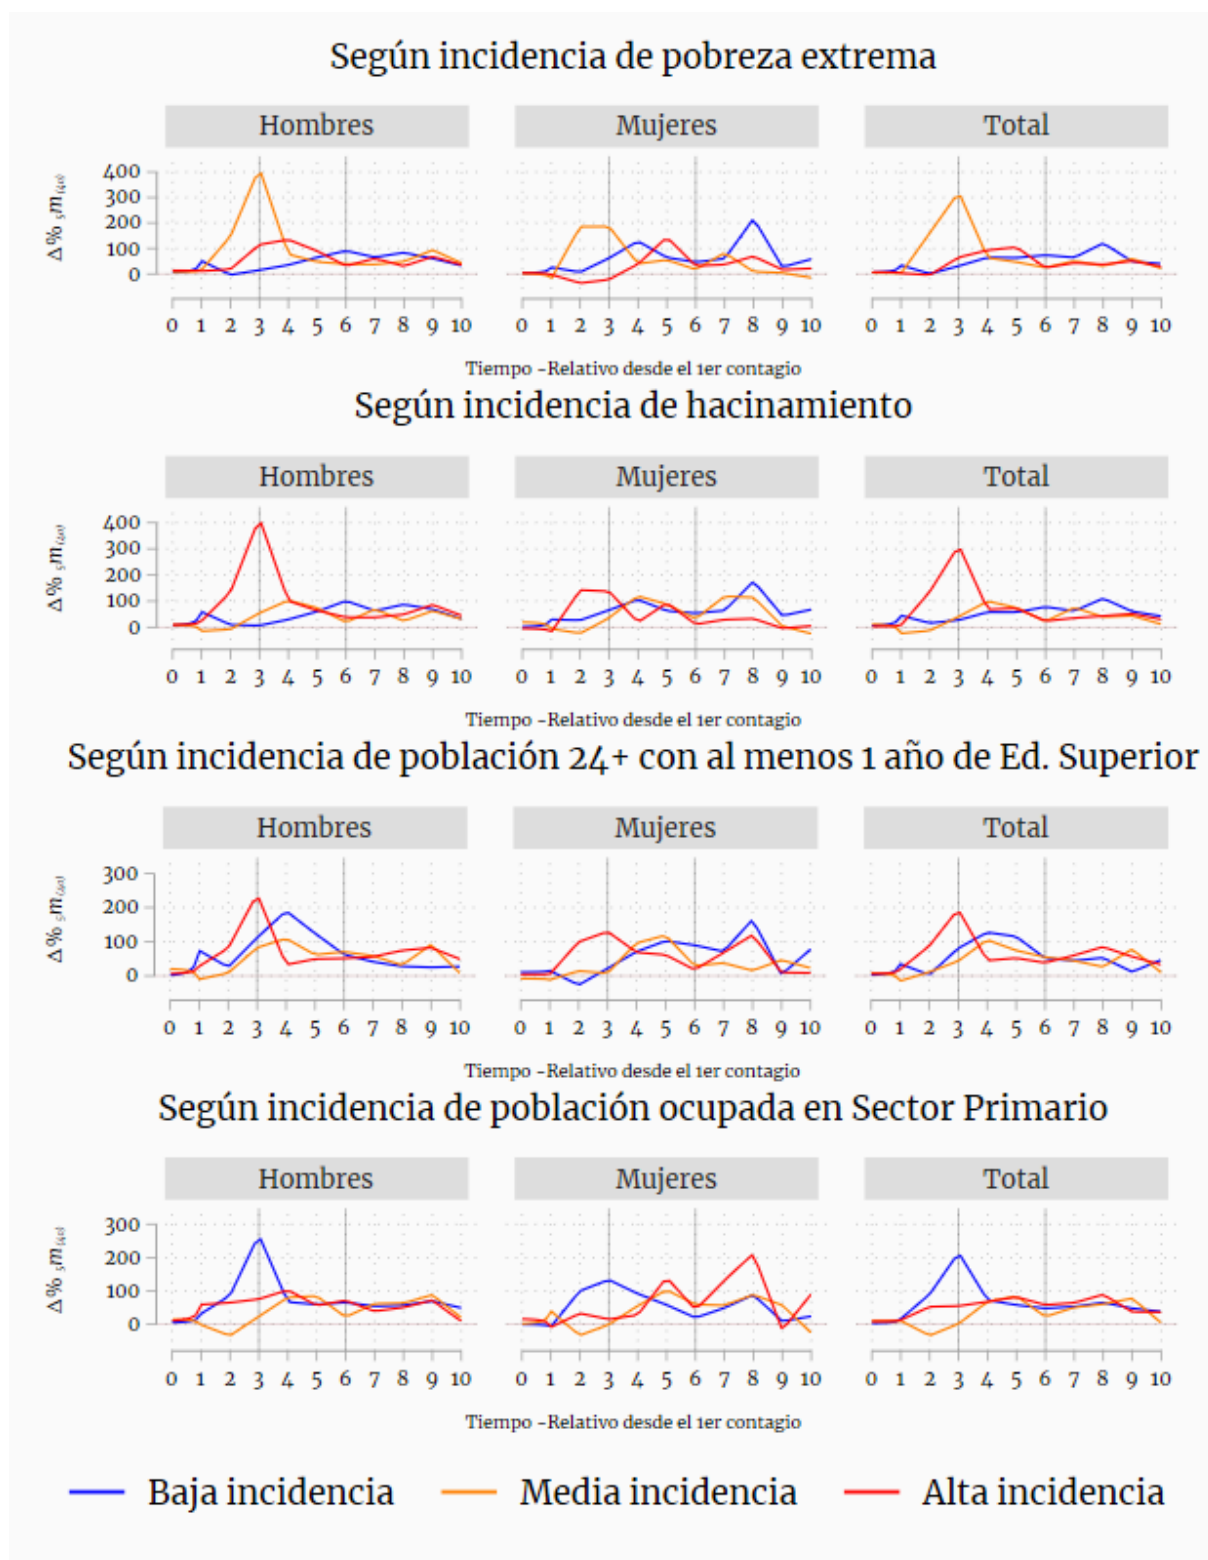 Según incidencia de pobreza extrema
Hombres Mujeres Total
Δ% ₅m₍₄₀₎
400
300
200
100
0
0 1 2 3 4 5 6 7 8 9 10 0 1 2 3 4 5 6 7 8 9 10 0 1 2 3 4 5 6 7 8 9 10
Tiempo -Relativo desde el 1er contagio
Según incidencia de hacinamiento
Hombres Mujeres Total
Δ% ₅m₍₄₀₎
400
300
200
100
0
0 1 2 3 4 5 6 7 8 9 10 0 1 2 3 4 5 6 7 8 9 10 0 1 2 3 4 5 6 7 8 9 10
Tiempo -Relativo desde el 1er contagio
Según incidencia de población 24+ con al menos 1 año de Ed. Superior
Hombres Mujeres Total
Δ% ₅m₍₄₀₎
300
200
100
0
0 1 2 3 4 5 6 7 8 9 10 0 1 2 3 4 5 6 7 8 9 10 0 1 2 3 4 5 6 7 8 9 10
Tiempo -Relativo desde el 1er contagio
Según incidencia de población ocupada en Sector Primario
Hombres Mujeres Total
Δ% ₅m₍₄₀₎
300
200
100
0
0 1 2 3 4 5 6 7 8 9 10 0 1 2 3 4 5 6 7 8 9 10 0 1 2 3 4 5 6 7 8 9 10
Tiempo -Relativo desde el 1er contagio
Baja incidencia Media incidencia Alta incidencia